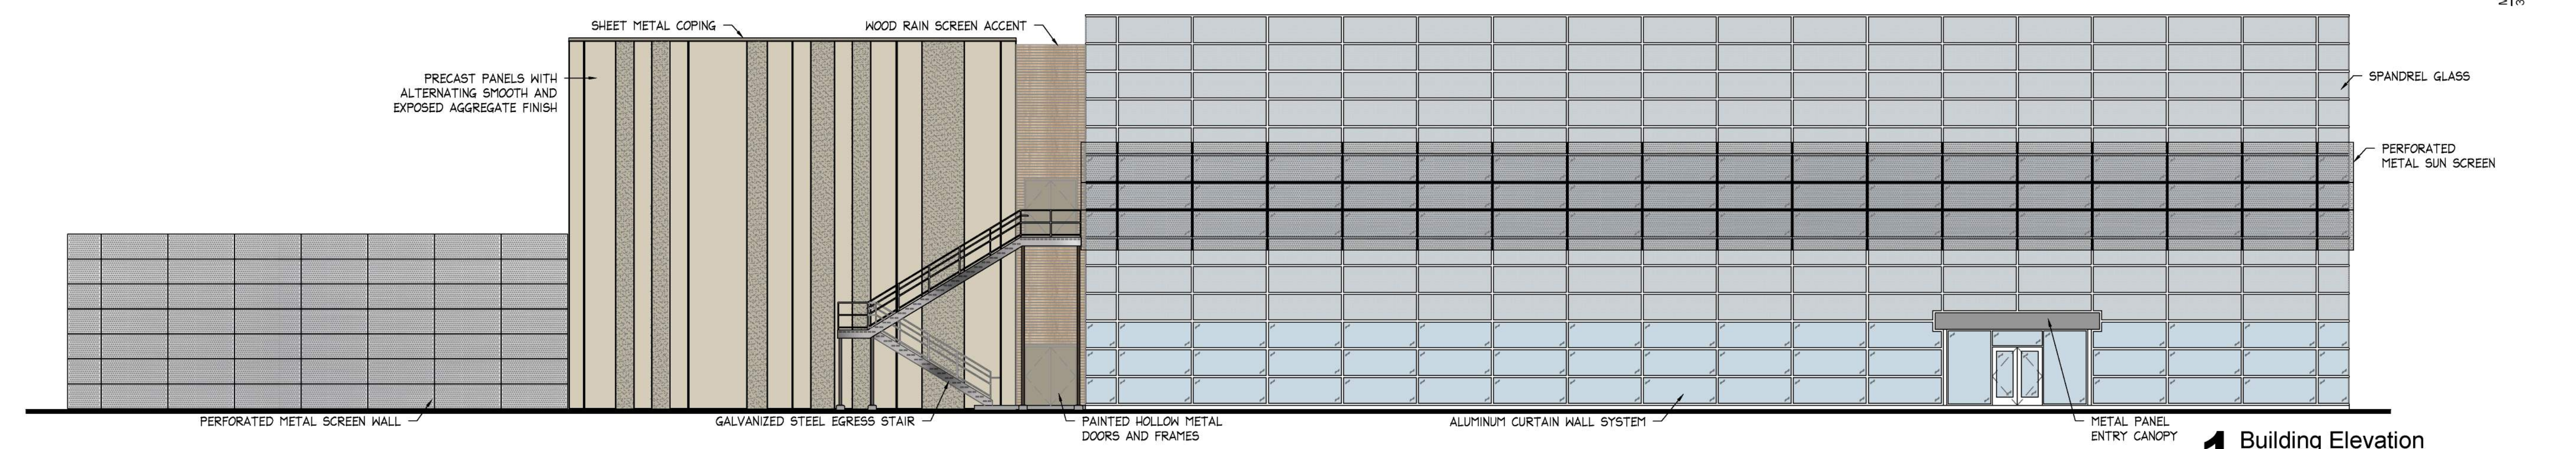 SHEET METAL COPING
WOOD RAIN SCREEN ACCENT
PRECAST PANELS WITH
ALTERNATING SMOOTH AND
EXPOSED AGGREGATE FINISH
SPANDREL GLASS
PERFORATED
METAL SUN SCREEN
PERFORATED METAL SCREEN WALL
GALVANIZED STEEL EGRESS STAIR
PAINTED HOLLOW METAL
DOORS AND FRAMES
ALUMINUM CURTAIN WALL SYSTEM
METAL PANEL
ENTRY CANOPY
1 Building Elevation